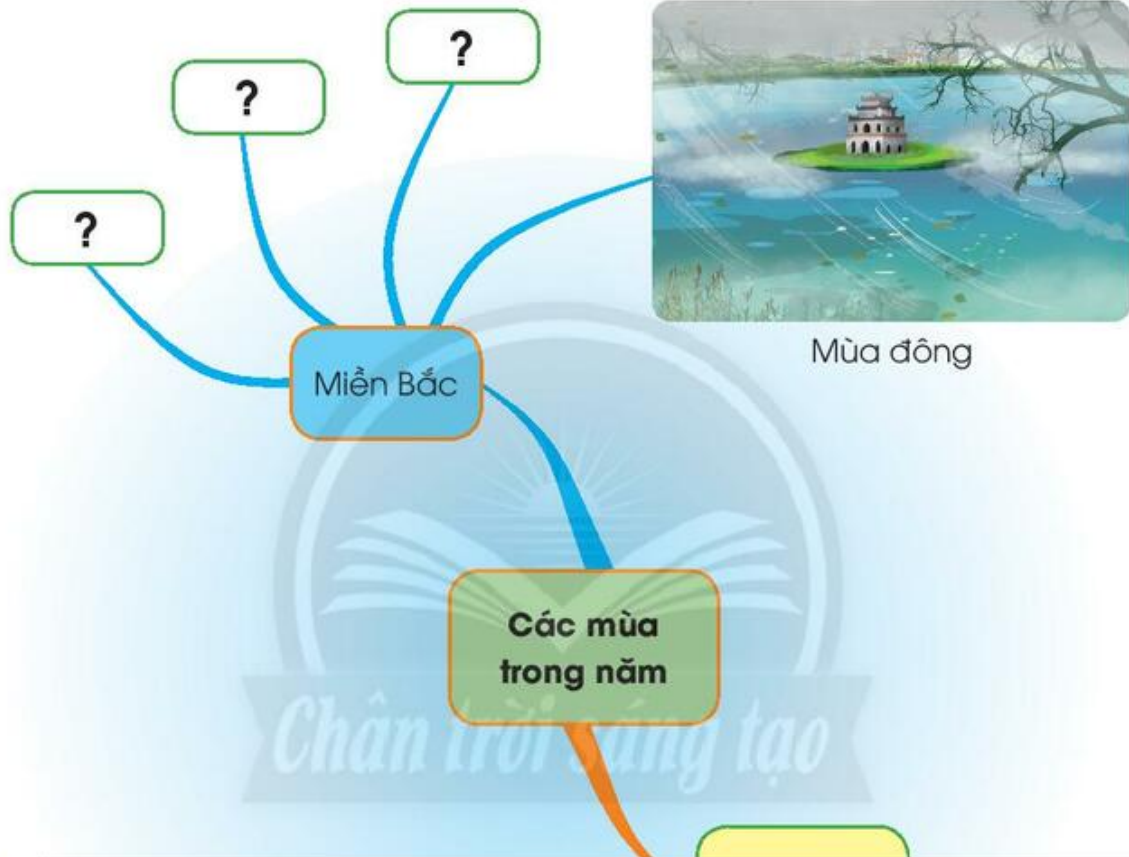 ?
?
?
Mùa đông
Miền Bắc
Các mùa
trong năm
Chân trời sáng tạo